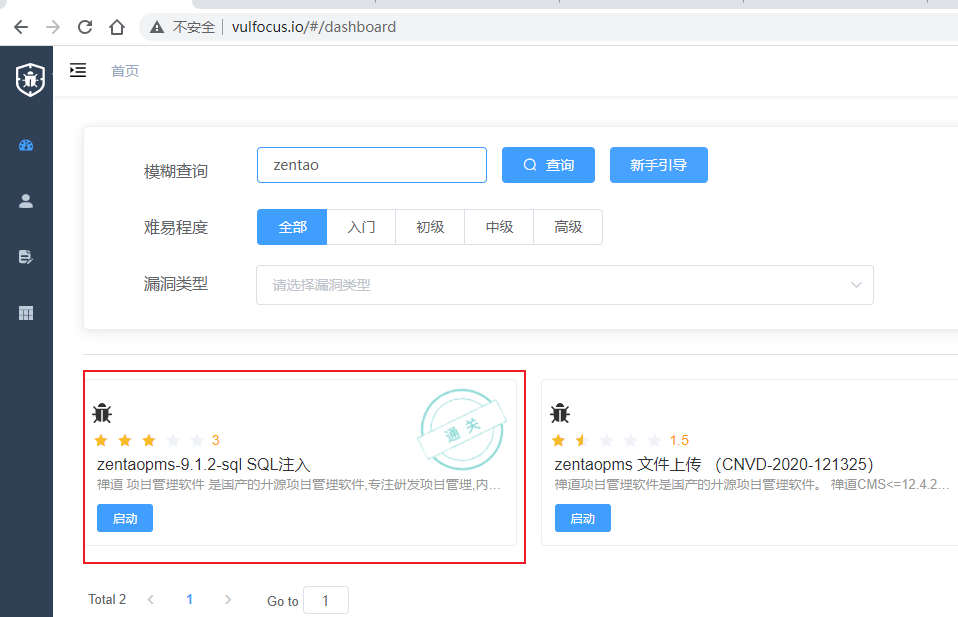 不安全 vulfocus.io/#/dashboard
首页
模糊查询 zentao 查询 新手引导
难易程度 全部 入门 初级 中级 高级
漏洞类型 请选择漏洞类型
通关
3
zentaopms-9.1.2-sql SQL注入
禅道 项目管理软件 是国产的开源项目管理软件,专注研发项目管理,内...
启动
1.5
zentaopms 文件上传 （CNVD-2020-121325）
禅道项目管理软件是国产的开源项目管理软件。 禅道CMS<=12.4.2...
启动
Total 2 1 Go to 1